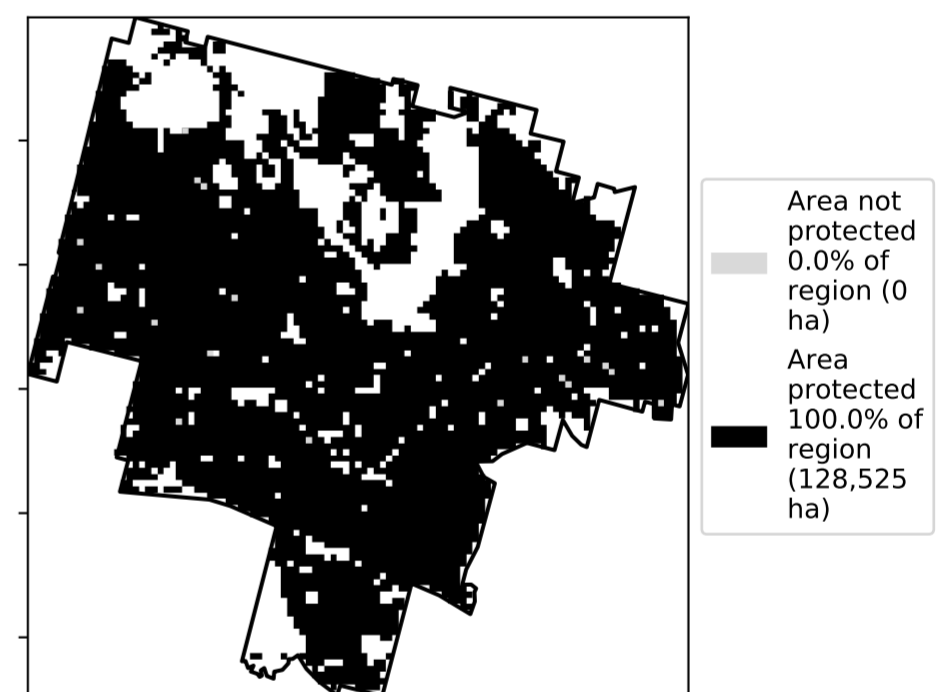 Area not
protected
0.0% of
region (0
ha)
Area
protected
100.0% of
region
(128,525
ha)